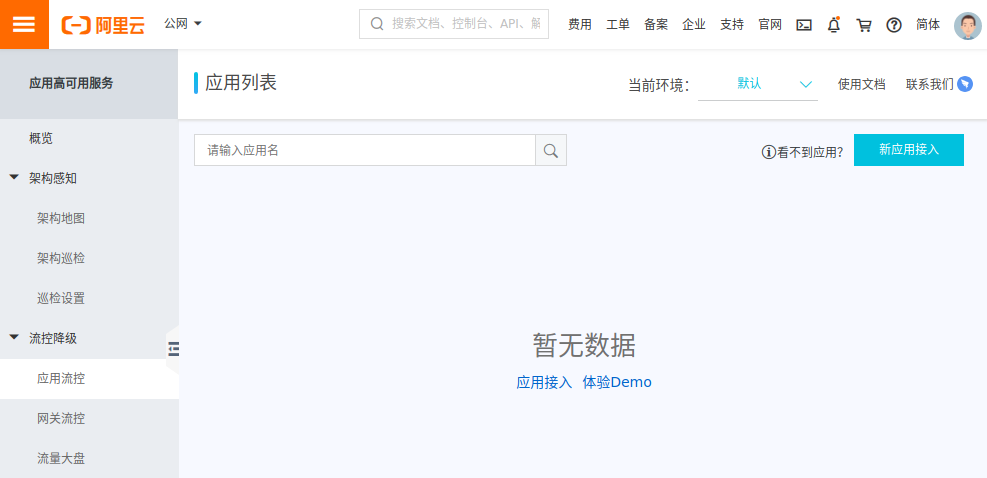 阿里云 公网 搜索文档、控制台、API、解 费用 工单 备案 企业 支持 官网 简体
应用高可用服务
应用列表 当前环境： 默认 使用文档 联系我们
概览
架构感知
架构地图
架构巡检
巡检设置
流控降级
应用流控
网关流控
流量大盘
请输入应用名 看不到应用? 新应用接入
暂无数据
应用接入 体验Demo